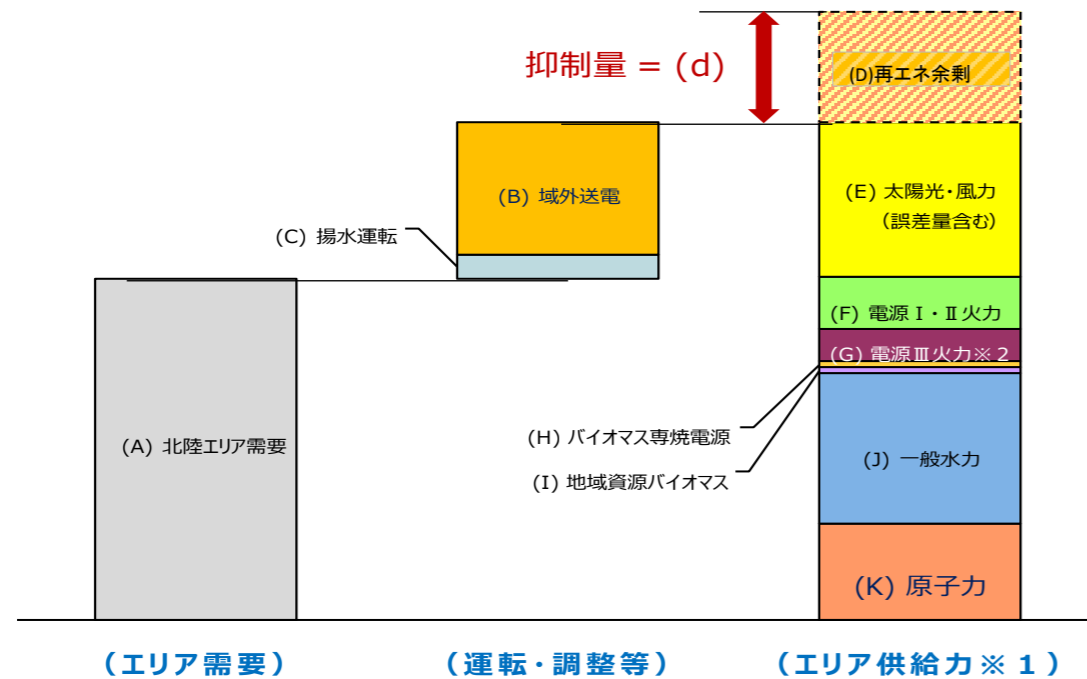 抑制量 = (d)
(D)再エネ余剰
(B) 域外送電
(C) 揚水運転
(E) 太陽光・風力
(誤差量含む)
(F) 電源Ⅰ・Ⅱ火力
(G) 電源Ⅲ火力※2
(A) 北陸エリア需要
(H) バイオマス専焼電源
(I) 地域資源バイオマス
(J) 一般水力
(K) 原子力
(エリア需要)
(運転・調整等)
(エリア供給力※1)